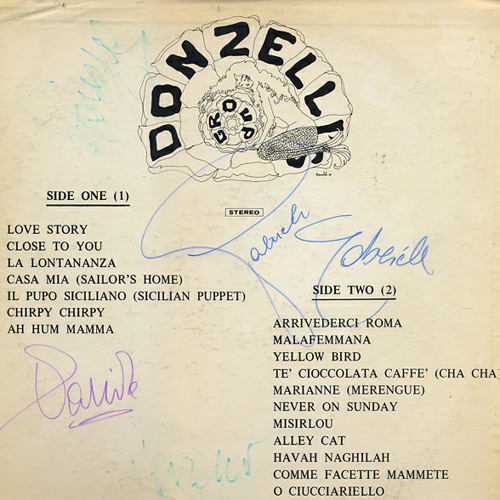 DONZELLI'S
GROUP
STEREO
SIDE ONE (1)
LOVE STORY
CLOSE TO YOU
LA LONTANANZA
CASA MIA (SAILOR'S HOME)
IL PUPO SICILIANO (SICILIAN PUPPET)
CHIRPY CHIRPY
AH HUM MAMMA
Gabriele
SIDE TWO (2)
ARRIVEDERCI ROMA
MALAFEMMANA
YELLOW BIRD
TE' CIOCCOLATA CAFFE' (CHA CHA)
MARIANNE (MERENGUE)
NEVER ON SUNDAY
MISIRLOU
ALLEY CAT
HAVAH NAGHILAH
COMME FACETTE MAMMETE
O CIUCCIARIELLO